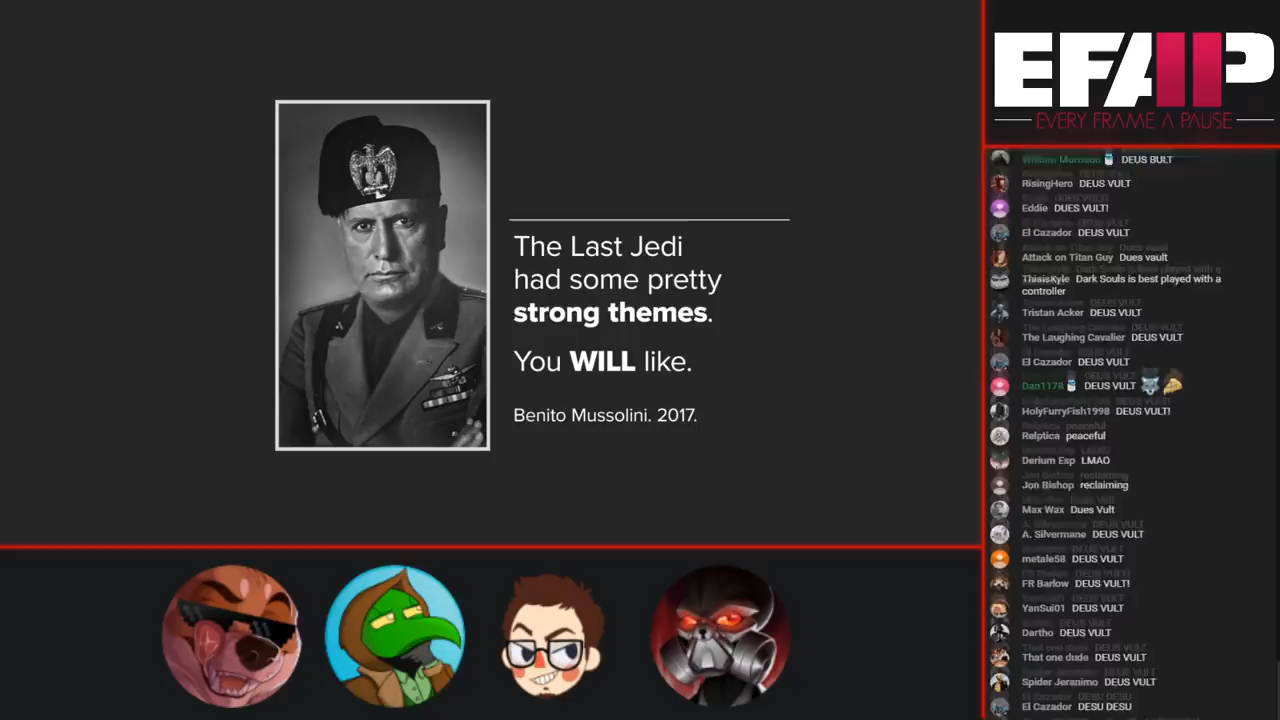 The Last Jedi
had some pretty
strong themes.
You WILL like.
Benito Mussolini. 2017.
EFAP
EVERY FRAME A PAUSE
William Morrison DEUS BULT
RisingHero DEUS VULT
Eddie DUES VULT!
El Cazador DEUS VULT
Attack on Titan Guy Dues vault
ThisisKyle Dark Souls is best played with a
controller
Tristan Acker DEUS VULT
The Laughing Cavalier DEUS VULT
El Cazador DEUS VULT
Dan1178 DEUS VULT
HolyFurryFish1998 DEUS VULT!
Relptica peaceful
Derium Esp LMAO
Jon Bishop reclaiming
Max Wax Dues Vult
A. Silvermane DEUS VULT
metale58 DEUS VULT
FR Barlow DEUS VULT!
YanSui01 DEUS VULT
Dartho DEUS VULT
That one dude DEUS VULT
Spider Jeranimo DEUS VULT
El Cazador DESU DESU